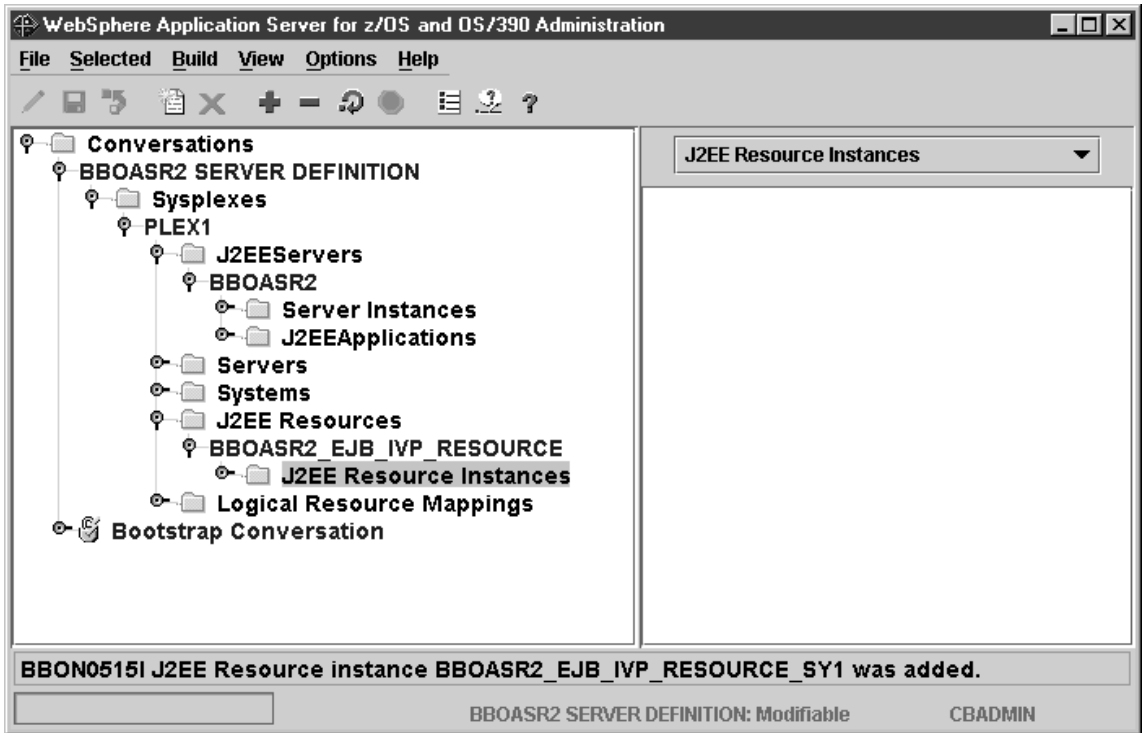 WebSphere Application Server for z/OS and OS/390 Administration
File Selected Build View Options Help
Conversations
J2EE Resource Instances
BBOASR2 SERVER DEFINITION
Sysplexes
PLEX1
J2EEServers
BBOASR2
Server Instances
J2EEApplications
Servers
Systems
J2EE Resources
BBOASR2_EJB_IVP_RESOURCE
J2EE Resource Instances
Logical Resource Mappings
Bootstrap Conversation
BBON0515I J2EE Resource instance BBOASR2_EJB_IVP_RESOURCE_SY1 was added.
BBOASR2 SERVER DEFINITION: Modifiable CBADMIN